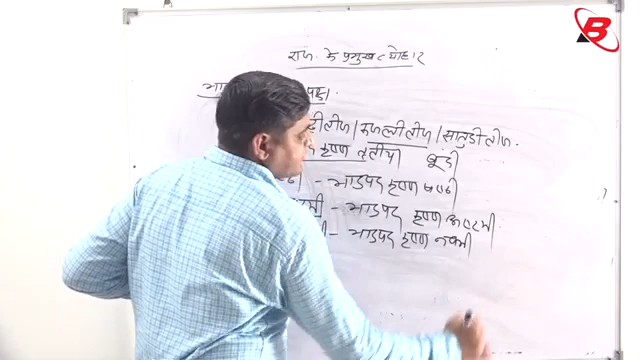 राज. के प्रमुख त्योहार
तीज / कजली तीज / सातुडी तीज.
कृष्ण तृतीया बूंदी
– भाद्रपद कृष्ण षष्ठी
– भाद्रपद कृष्ण अष्टमी
– भाद्रपद कृष्ण नवमी
B